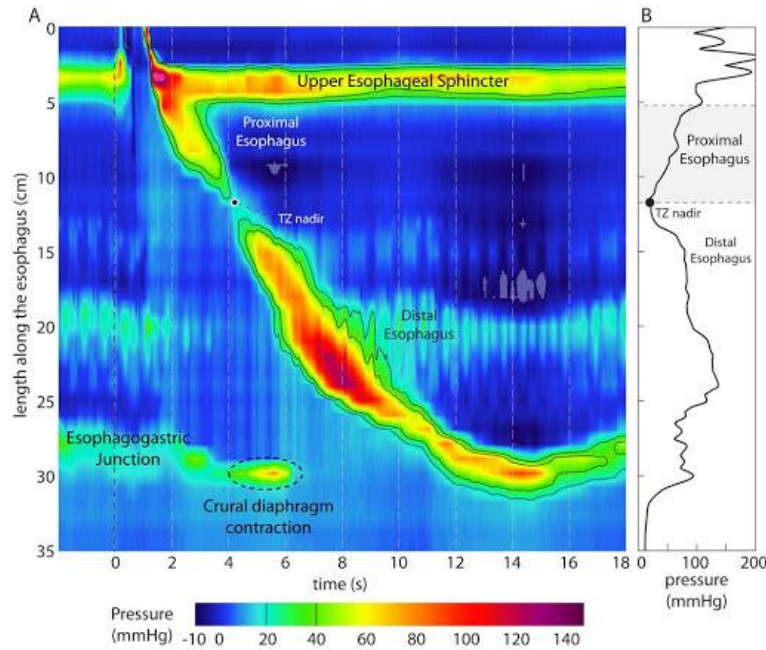 A
B
0
5
10
15
20
25
30
35
length along the esophagus (cm)
Upper Esophageal Sphincter
Proximal
Esophagus
TZ nadir
Distal
Esophagus
Esophagogastric
Junction
Crural diaphragm
contraction
0 2 4 6 8 10 12 14 16 18
time (s)
Proximal
Esophagus
TZ nadir
Distal
Esophagus
0 100 200
pressure
(mmHg)
Pressure
(mmHg)
-10 0 20 40 60 80 100 120 140